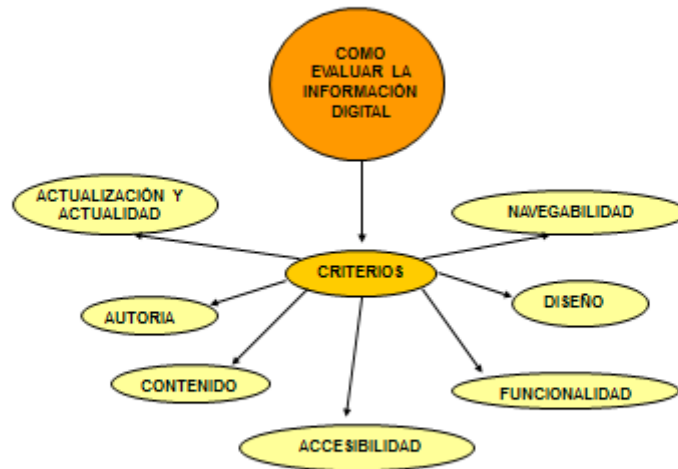 COMO
EVALUAR LA
INFORMACIÓN
DIGITAL
ACTUALIZACIÓN Y
ACTUALIDAD
NAVEGABILIDAD
CRITERIOS
AUTORIA
DISEÑO
CONTENIDO
FUNCIONALIDAD
ACCESIBILIDAD